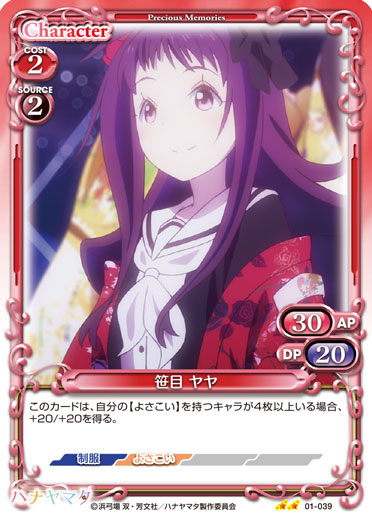 Precious Memories
Character
COST
2
SOURCE
2
30 AP
DP 20
笹目 ヤヤ
このカードは、自分の【よさこい】を持つキャラが4枚以上いる場合、
+20/+20を得る。
制服 よさこい
ハナヤマタ
©浜弓場 双・芳文社/ハナヤマタ製作委員会
01-039